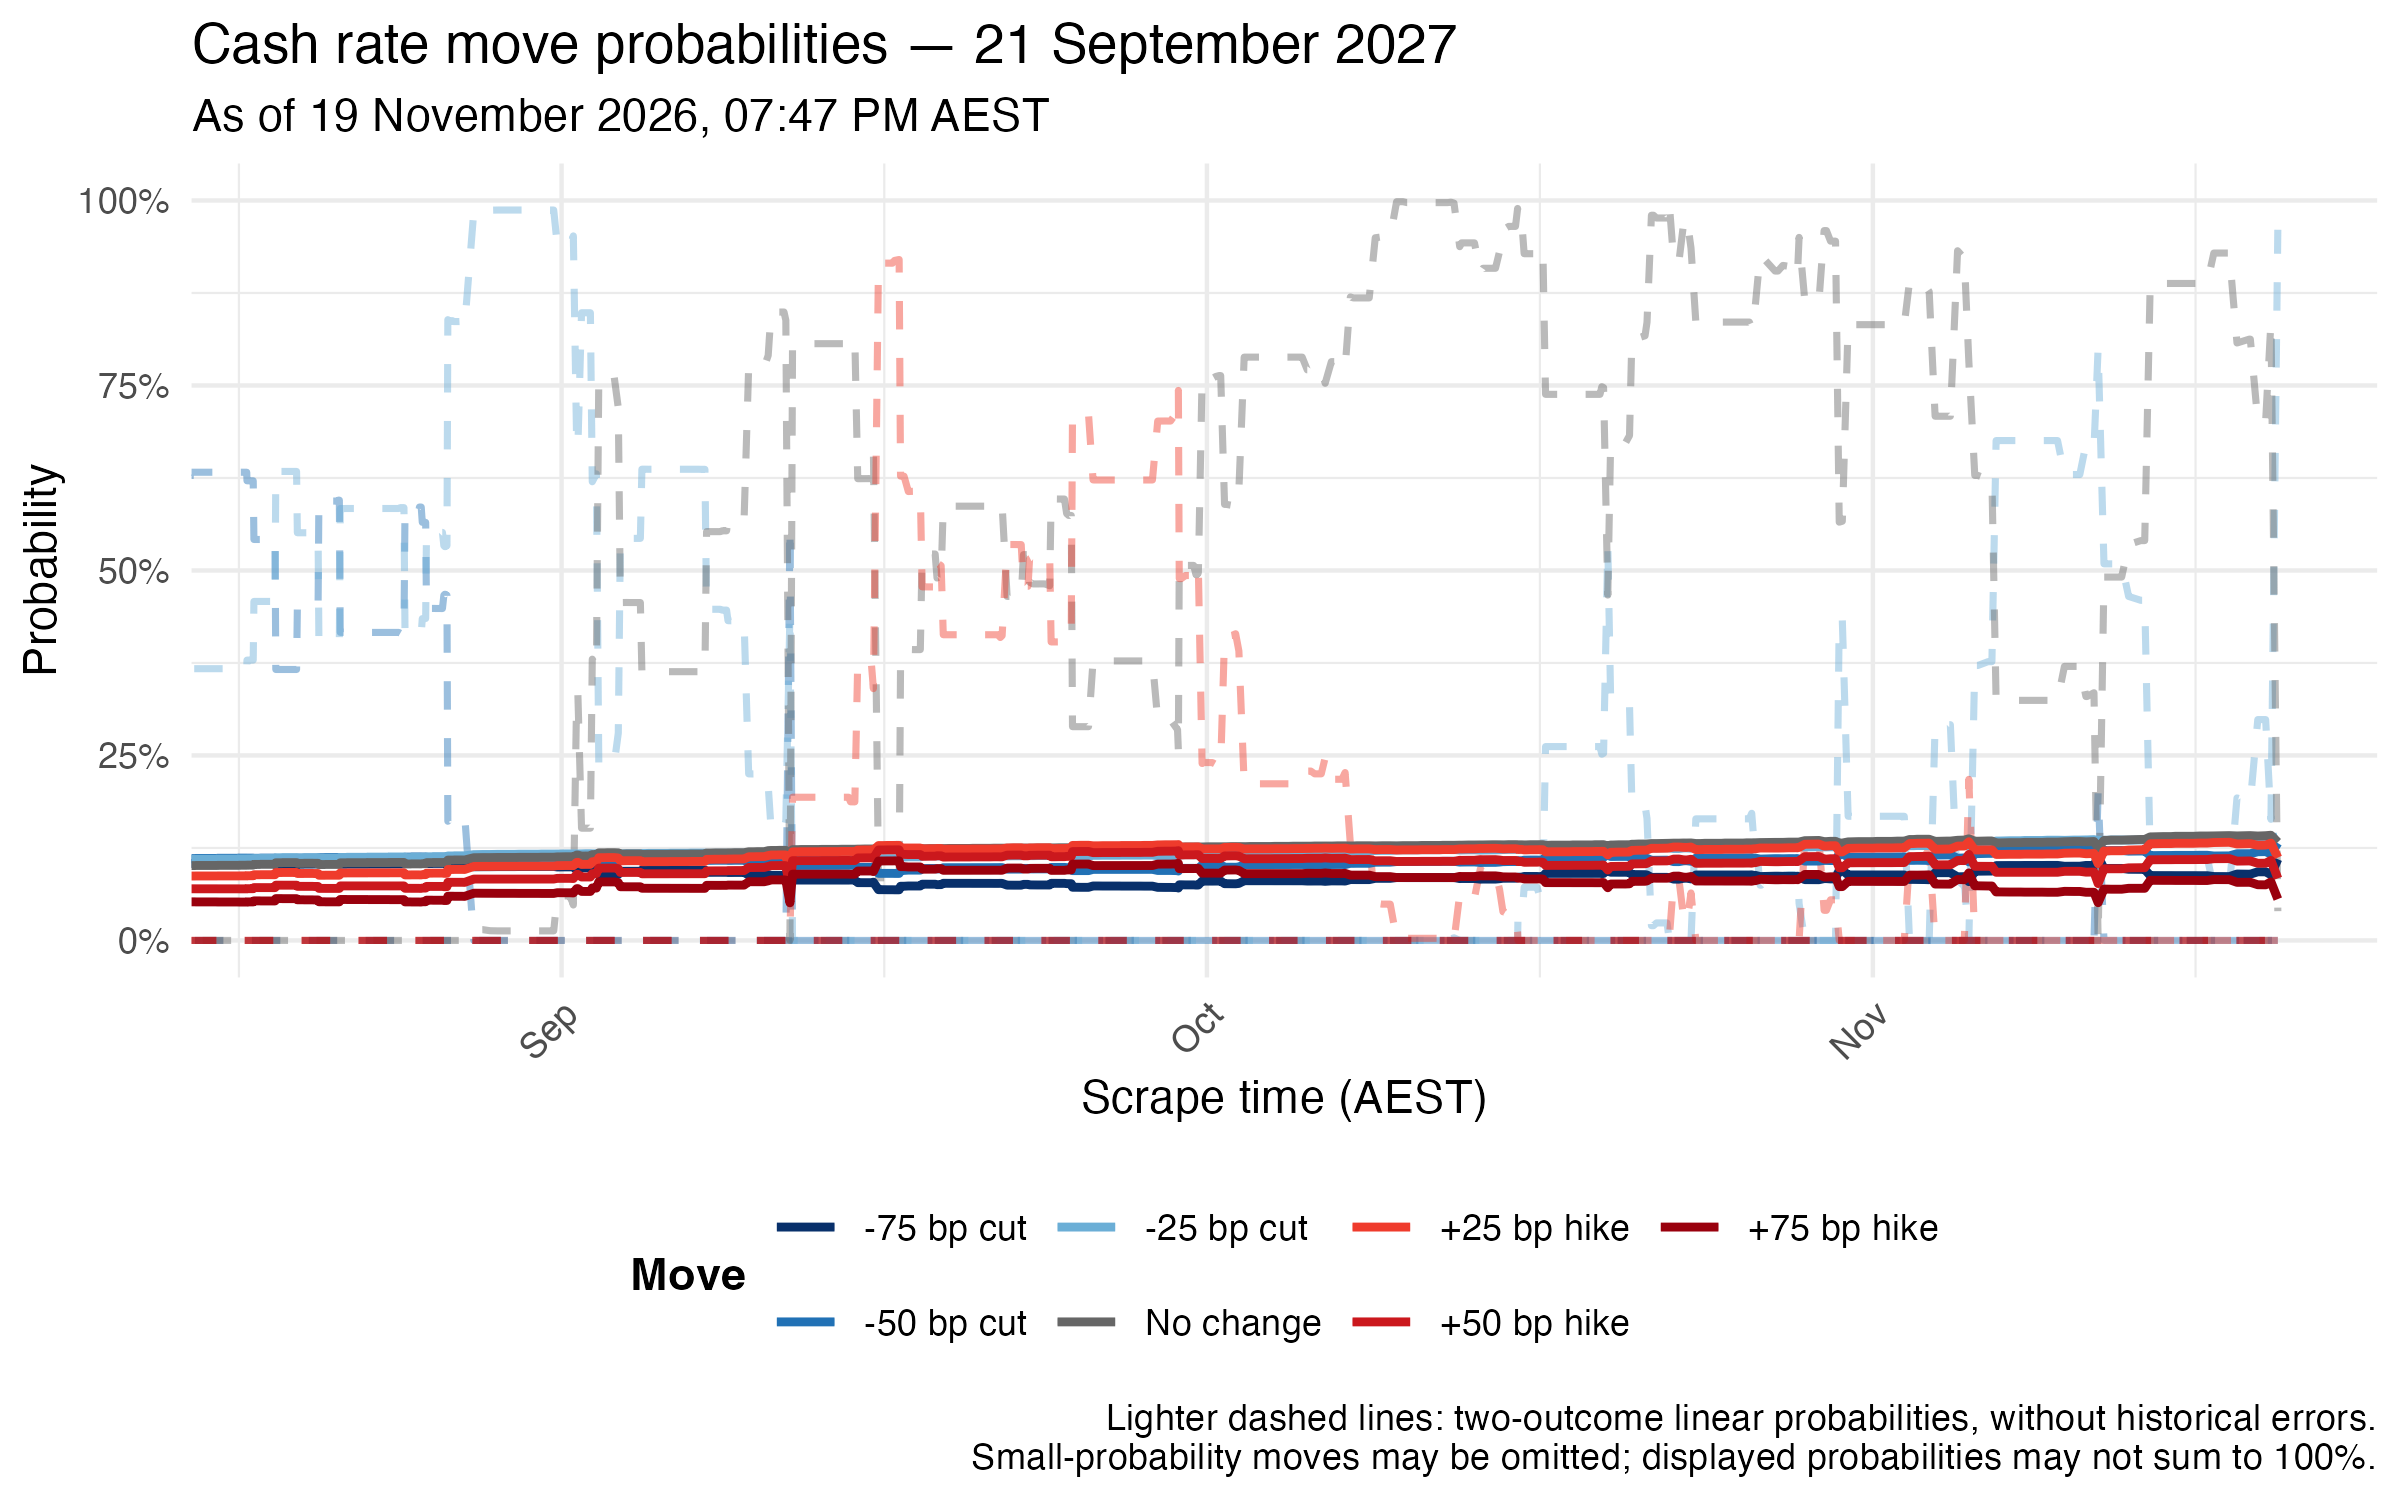 Cash rate move probabilities — 21 September 2027
As of 19 November 2026, 07:47 PM AEST
Probability
100%
75%
50%
25%
0%
Sep
Oct
Nov
Scrape time (AEST)
Move
-75 bp cut
-25 bp cut
+25 bp hike
+75 bp hike
-50 bp cut
No change
+50 bp hike
Lighter dashed lines: two-outcome linear probabilities, without historical errors.
Small-probability moves may be omitted; displayed probabilities may not sum to 100%.